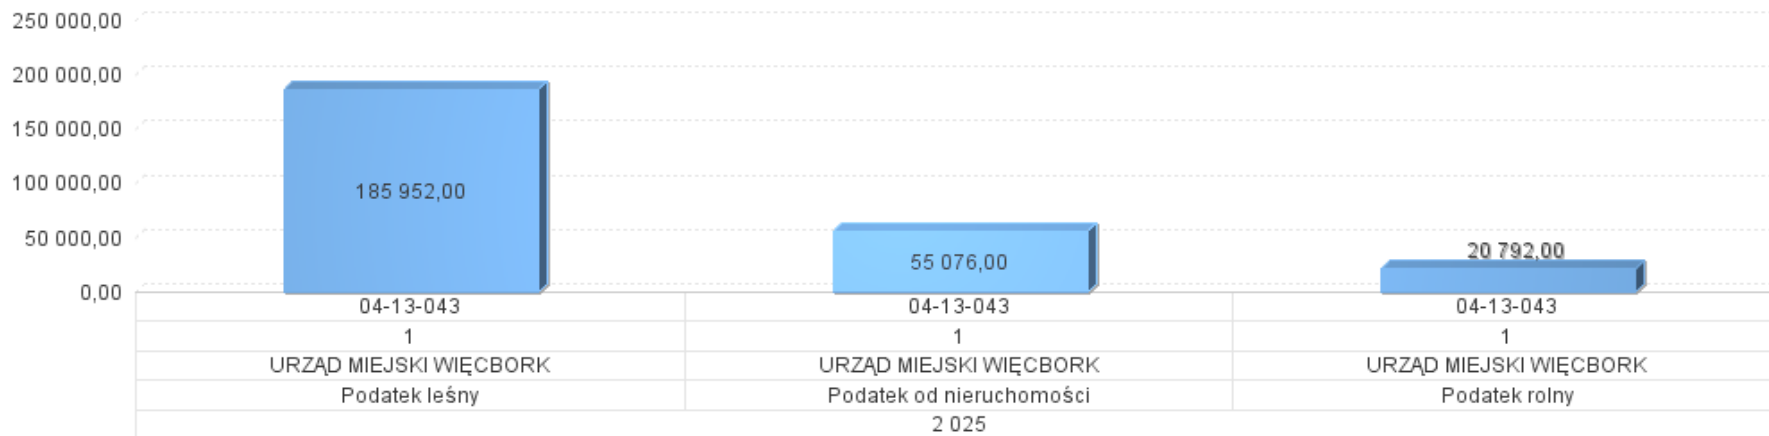 250 000,00
200 000,00
150 000,00
100 000,00
50 000,00
0,00
185 952,00
55 076,00
20 792,00
04-13-043 04-13-043 04-13-043
1 1 1
URZĄD MIEJSKI WIĘCBORK URZĄD MIEJSKI WIĘCBORK URZĄD MIEJSKI WIĘCBORK
Podatek leśny Podatek od nieruchomości Podatek rolny
2 025